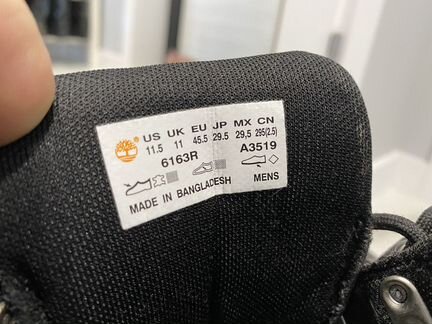 US UK EU JP MX CN
11.5 11 45.5 29.5 29,5 295(2.5)
6163R A3519
MADE IN BANGLADESH MENS